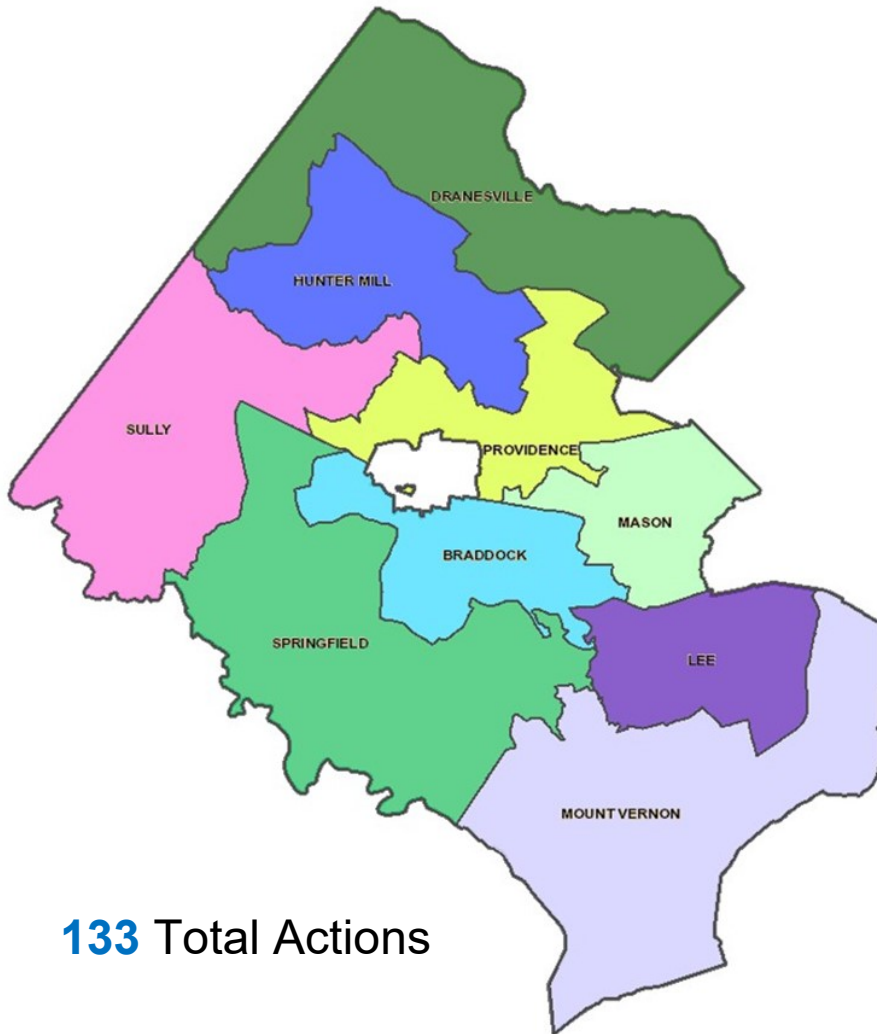 DRANESVILLE
HUNTER MILL
SULLY
PROVIDENCE
MASON
BRADDOCK
SPRINGFIELD
LEE
MOUNT VERNON
133 Total Actions